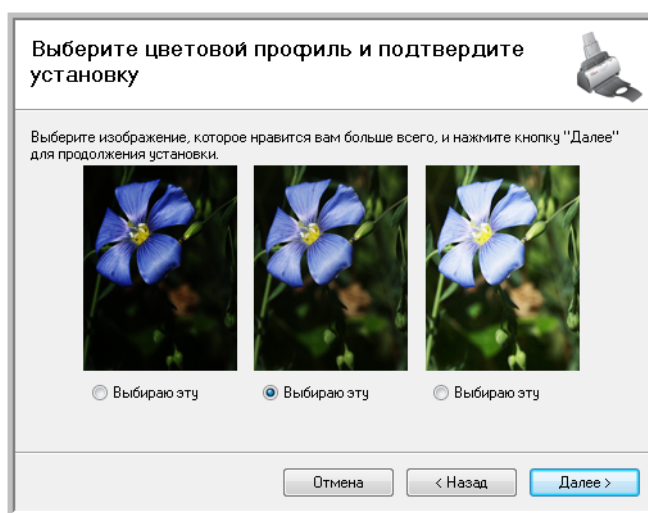 Выберите цветовой профиль и подтвердите
установку
Выберите изображение, которое нравится вам больше всего, и нажмите кнопку "Далее"
для продолжения установки.
Выбираю эту Выбираю эту Выбираю эту
Отмена < Назад Далее >